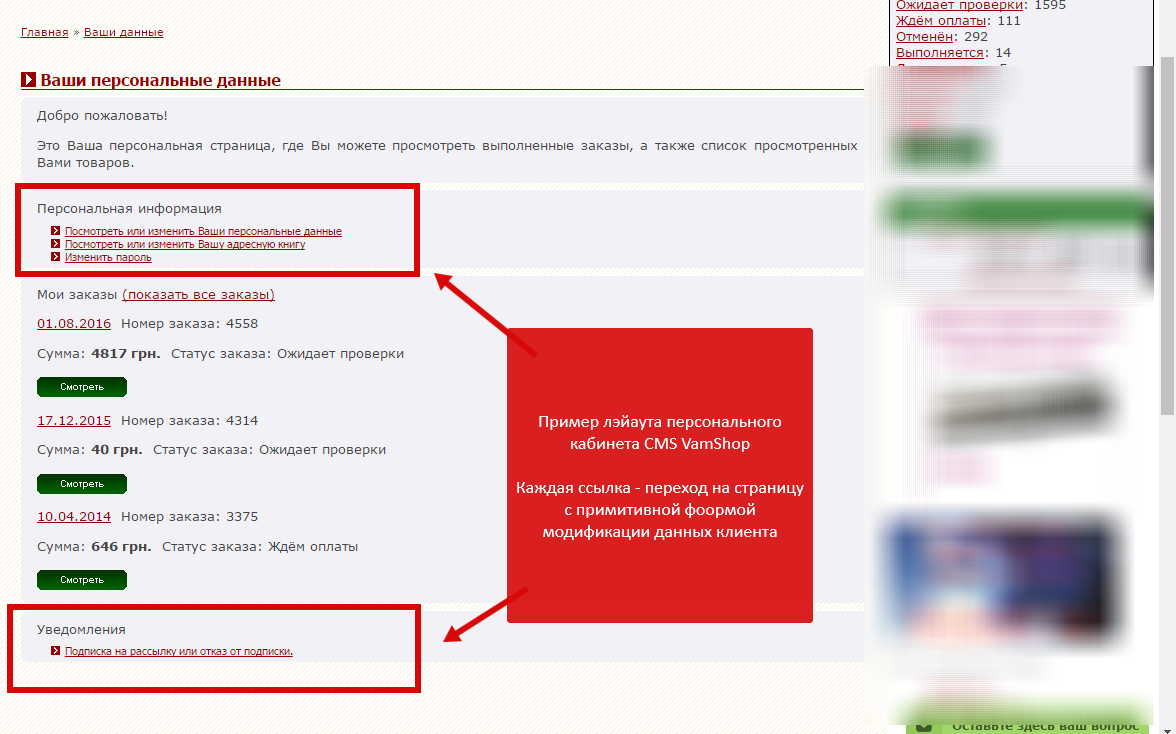 Главная » Ваши данные
Ваши персональные данные
Добро пожаловать!
Это Ваша персональная страница, где Вы можете просмотреть выполненные заказы, а также список просмотренных
Вами товаров.
Персональная информация
Посмотреть или изменить Ваши персональные данные
Посмотреть или изменить Вашу адресную книгу
Изменить пароль
Мои заказы (показать все заказы)
01.08.2016 Номер заказа: 4558
Сумма: 4817 грн. Статус заказа: Ожидает проверки
Смотреть
17.12.2015 Номер заказа: 4314
Сумма: 40 грн. Статус заказа: Ожидает проверки
Смотреть
10.04.2014 Номер заказа: 3375
Сумма: 646 грн. Статус заказа: Ждём оплаты
Смотреть
Уведомления
Подписка на рассылку или отказ от подписки.
Пример лэйаута персонального
кабинета CMS VamShop
Каждая ссылка - переход на страницу
с примитивной фоормой
модификации данных клиента
Ожидает проверки: 1595
Ждём оплаты: 111
Отменён: 292
Выполняется: 14
Оставьте здесь ваш вопрос